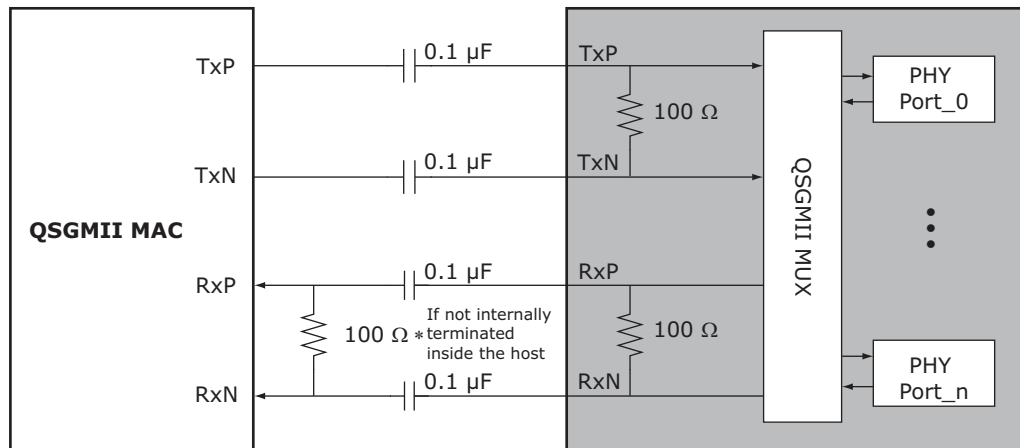 0.1 µF
TxP
TxP
100 Ω
0.1 µF
TxN
TxN
QSGMII MAC
0.1 µF
RxP
RxP
100 Ω *
If not internally
terminated
inside the host
100 Ω
0.1 µF
RxN
RxN
QSGMII MUX
PHY
Port_0
PHY
Port_n